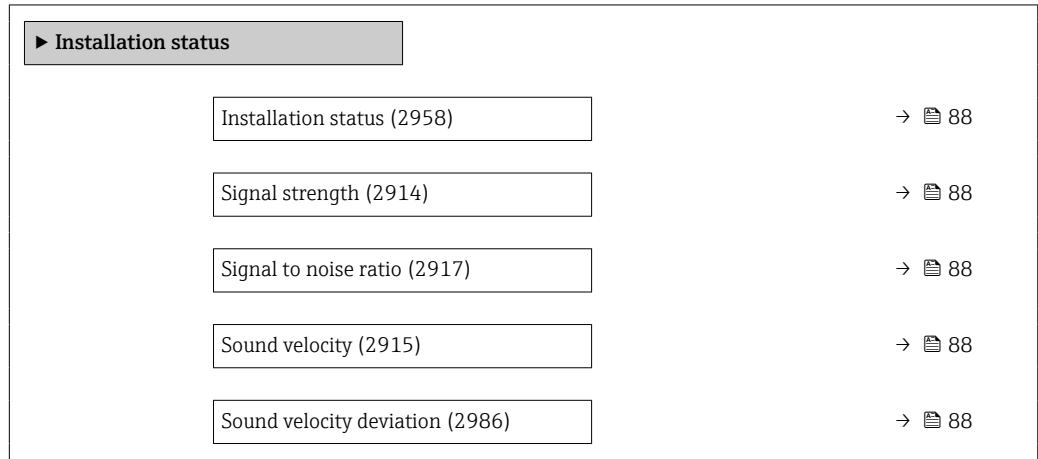 ▶ Installation status
Installation status (2958) → 88
Signal strength (2914) → 88
Signal to noise ratio (2917) → 88
Sound velocity (2915) → 88
Sound velocity deviation (2986) → 88